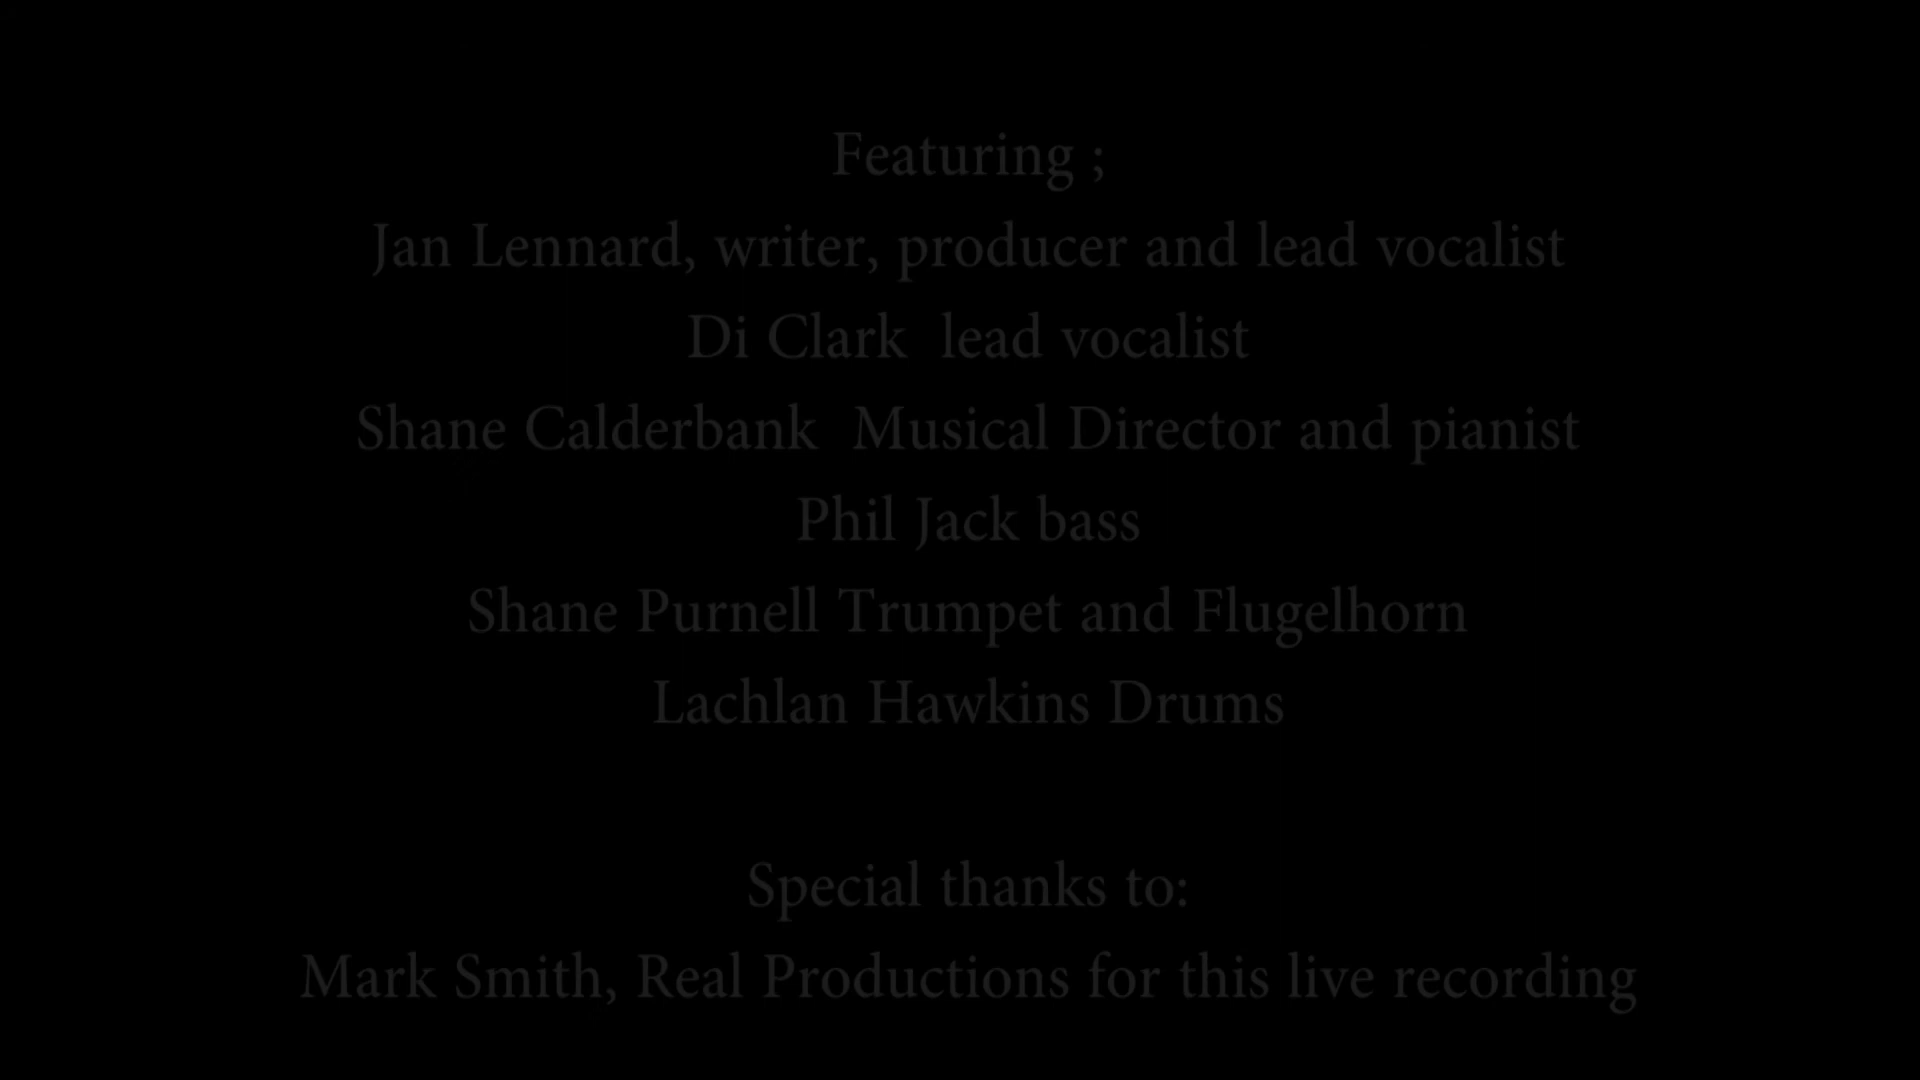 Featuring ;
Jan Lennard, writer, producer and lead vocalist
Di Clark  lead vocalist
Shane Calderbank  Musical Director and pianist
Phil Jack bass
Shane Purnell Trumpet and Flugelhorn
Lachlan Hawkins Drums
Special thanks to:
Mark Smith, Real Productions for this live recording